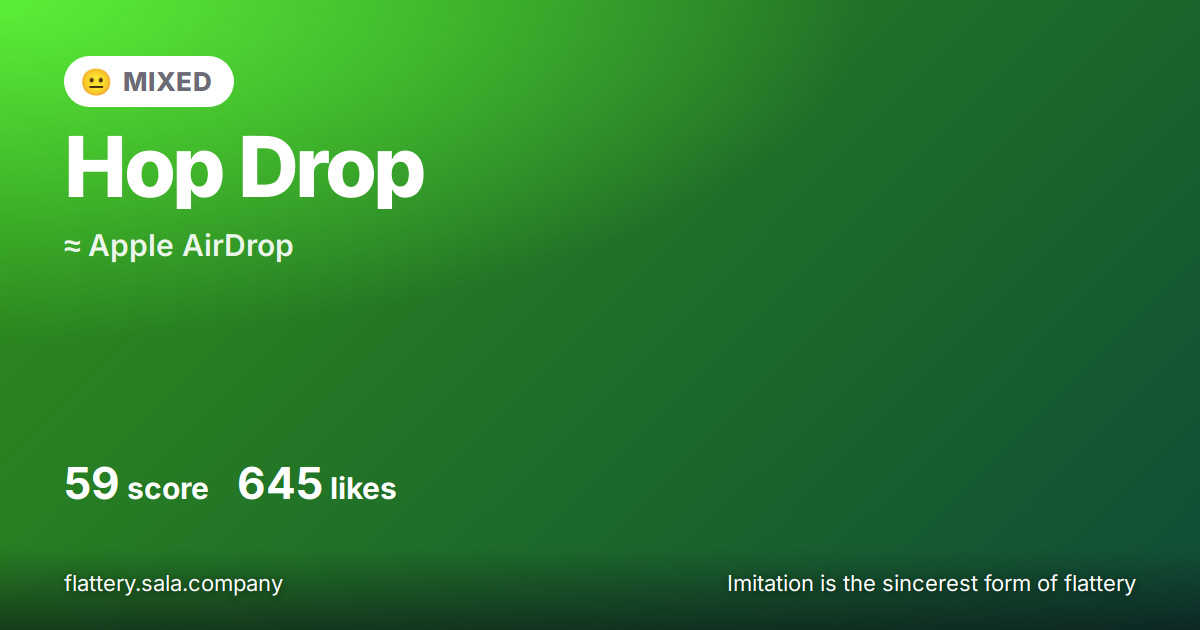 😐 MIXED
Hop Drop
≈ Apple AirDrop
59 score 645 likes
flattery.sala.company
Imitation is the sincerest form of flattery